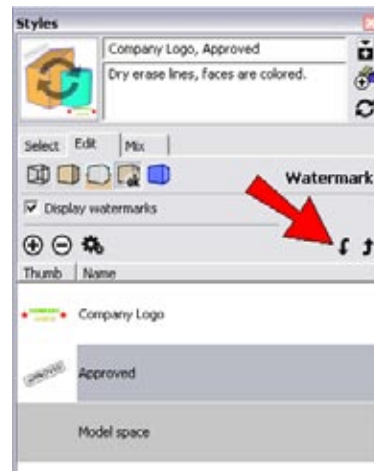 Styles
Company Logo, Approved
Dry erase lines, faces are colored.
Select Edit Mix
Watermark
Display watermarks
Thumb Name
Company Logo
APPROVED Approved
Model space